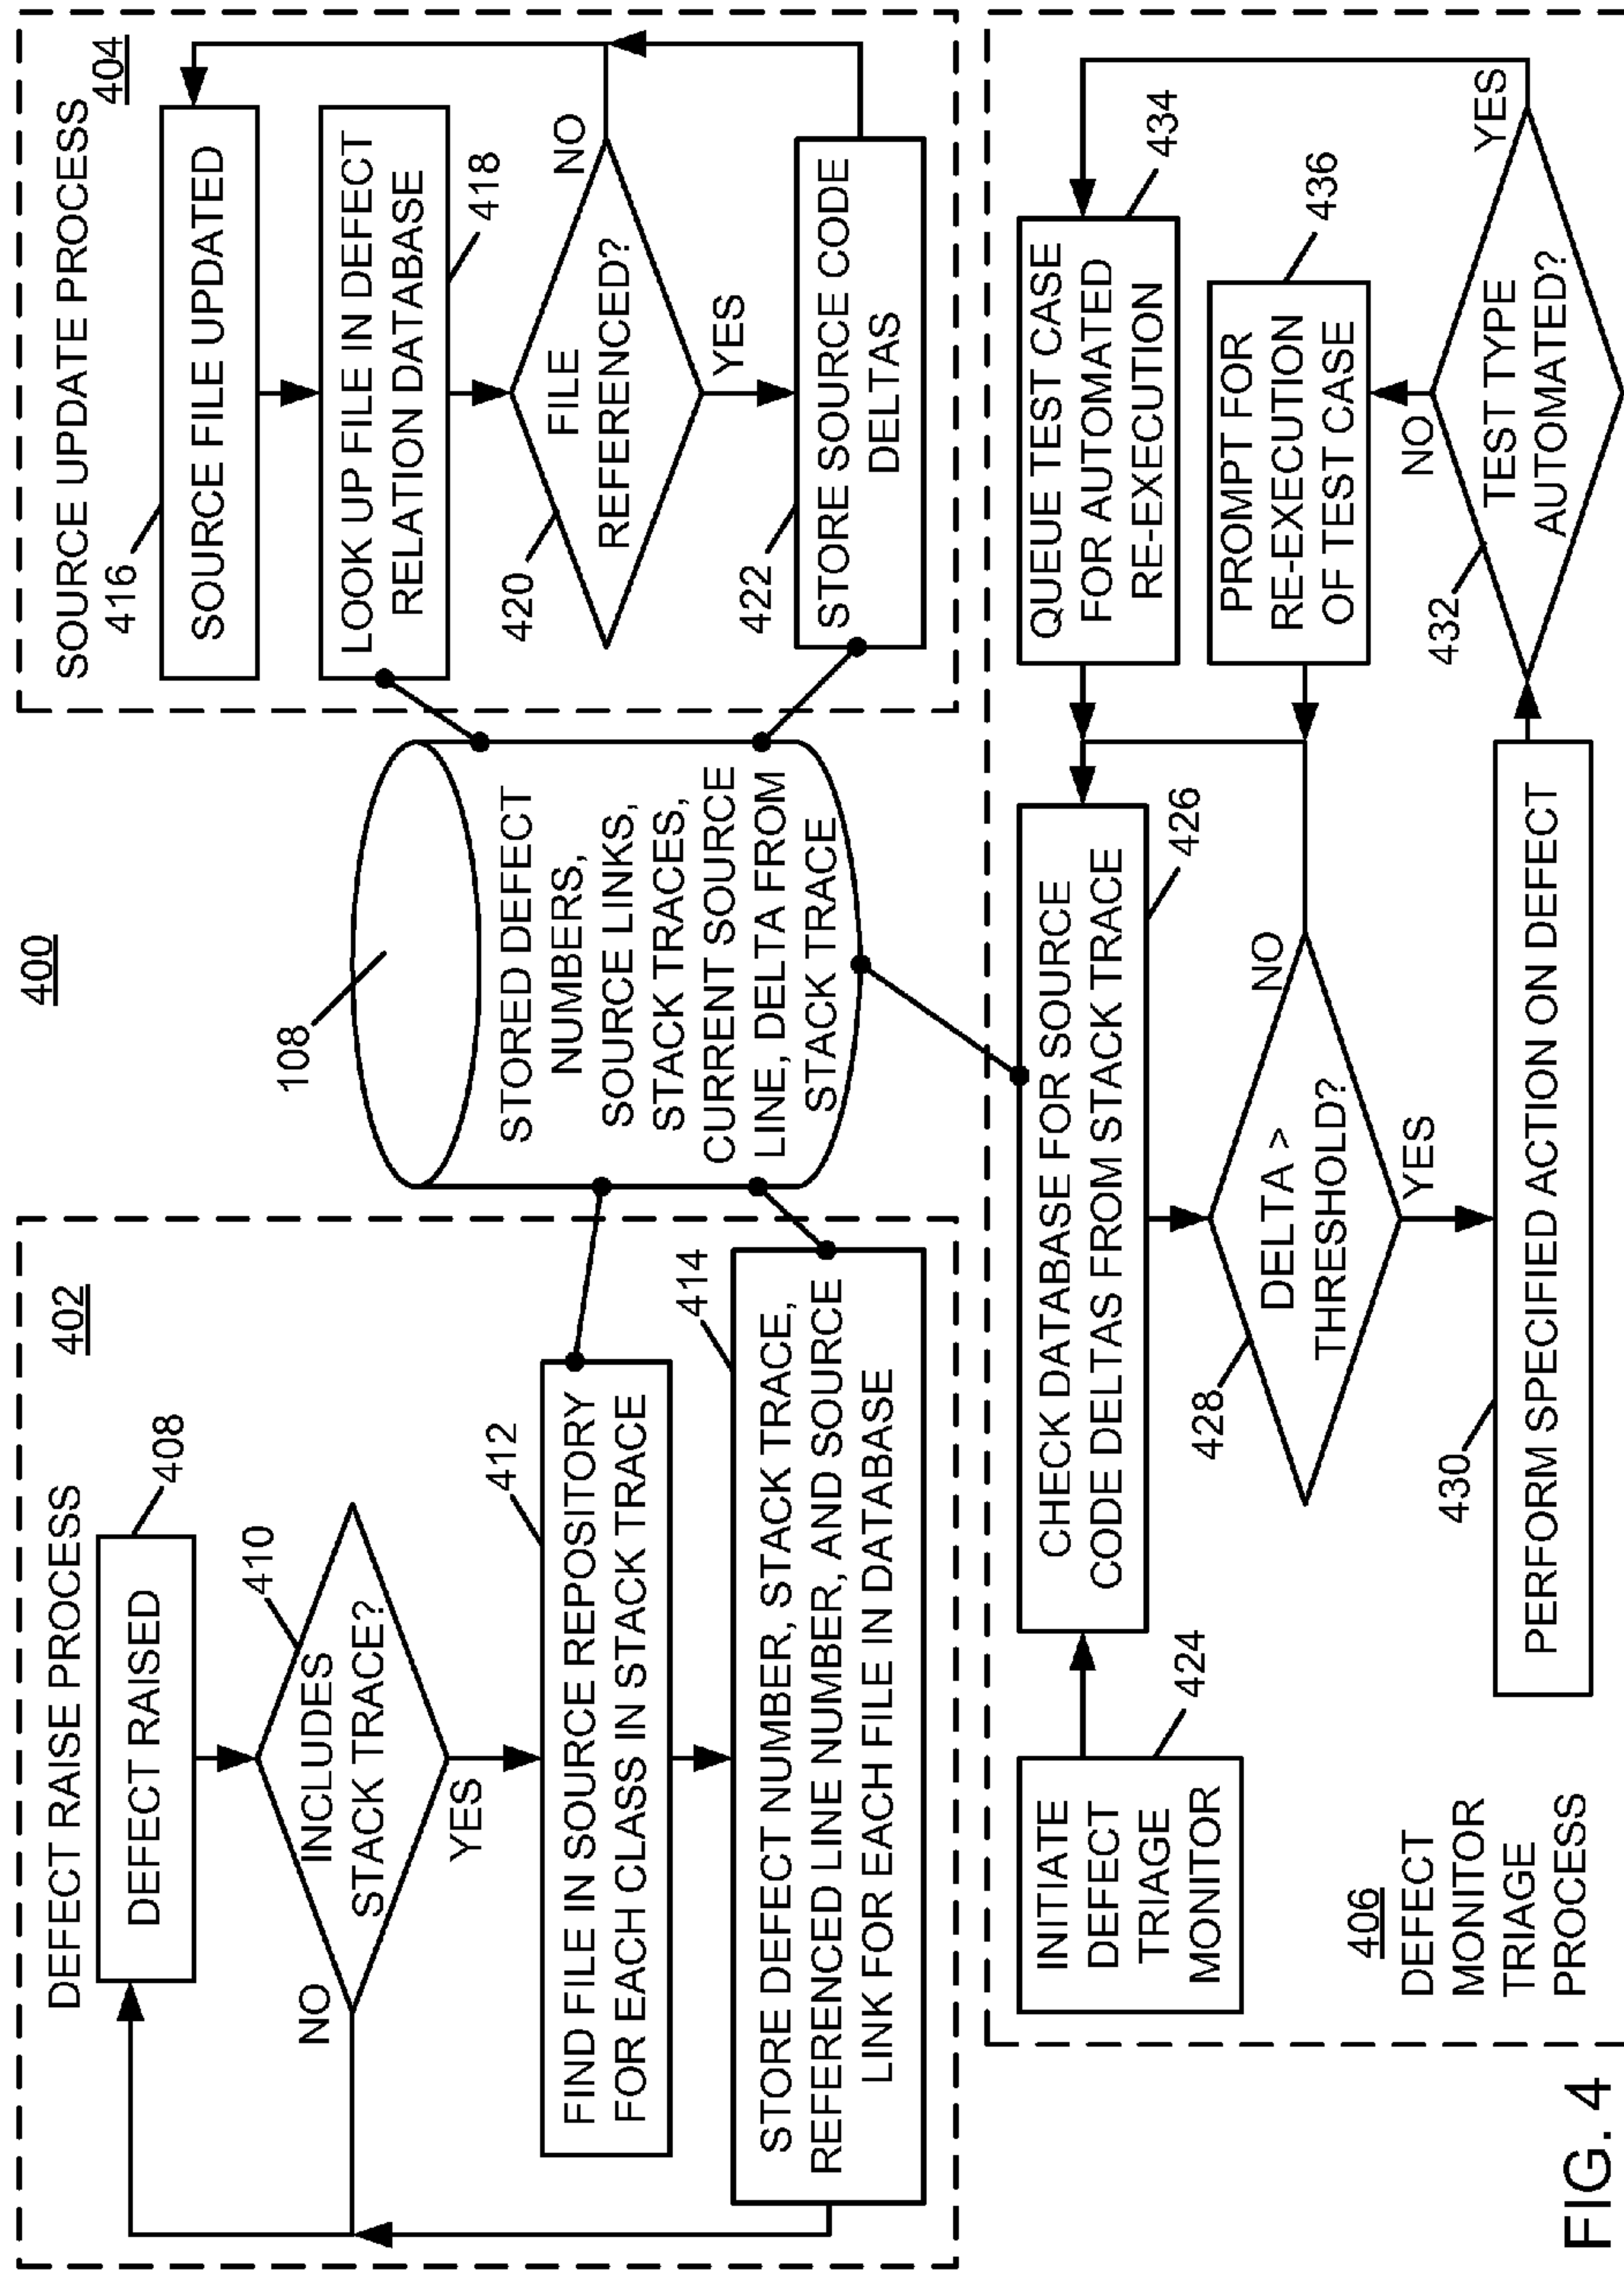 400
DEFECT RAISE PROCESS
402
DEFECT RAISED
408
INCLUDES
STACK TRACE?
410
NO
YES
FIND FILE IN SOURCE REPOSITORY
FOR EACH CLASS IN STACK TRACE
412
STORE DEFECT NUMBER, STACK TRACE,
REFERENCED LINE NUMBER, AND SOURCE
LINK FOR EACH FILE IN DATABASE
414
108
STORED DEFECT
NUMBERS,
SOURCE LINKS,
STACK TRACES,
CURRENT SOURCE
LINE, DELTA FROM
STACK TRACE
SOURCE UPDATE PROCESS
404
416
SOURCE FILE UPDATED
LOOK UP FILE IN DEFECT
RELATION DATABASE
418
420
FILE
REFERENCED?
NO
YES
422
STORE SOURCE CODE
DELTAS
INITIATE
DEFECT
TRIAGE
MONITOR
424
CHECK DATABASE FOR SOURCE
CODE DELTAS FROM STACK TRACE
426
428
DELTA >
THRESHOLD?
NO
YES
430
PERFORM SPECIFIED ACTION ON DEFECT
QUEUE TEST CASE
FOR AUTOMATED
RE-EXECUTION
434
PROMPT FOR
RE-EXECUTION
OF TEST CASE
436
432
TEST TYPE
AUTOMATED?
NO
YES
406
DEFECT
MONITOR
TRIAGE
PROCESS
FIG. 4